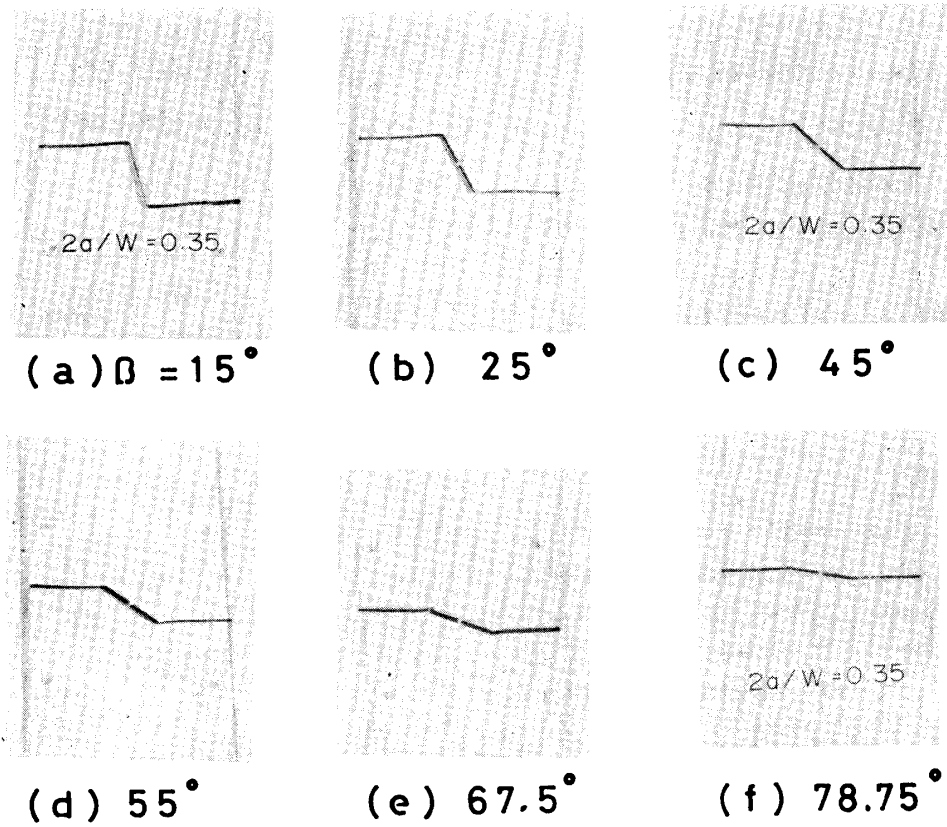 2a/W=0.35
2a/W=0.35
(a) β =15°
(b) 25°
(c) 45°
2a/W=0.35
(d) 55°
(e) 67.5°
(f) 78.75°